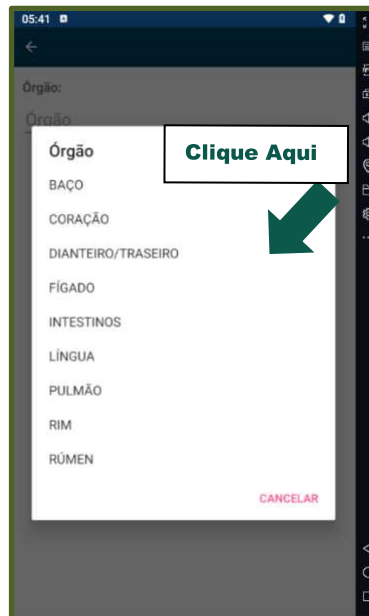 05:41
Órgão:
Órgão
Órgão
Clique Aqui
BAÇO
CORAÇÃO
DIANTEIRO/TRASEIRO
FÍGADO
INTESTINOS
LÍNGUA
PULMÃO
RIM
RÚMEN
CANCELAR